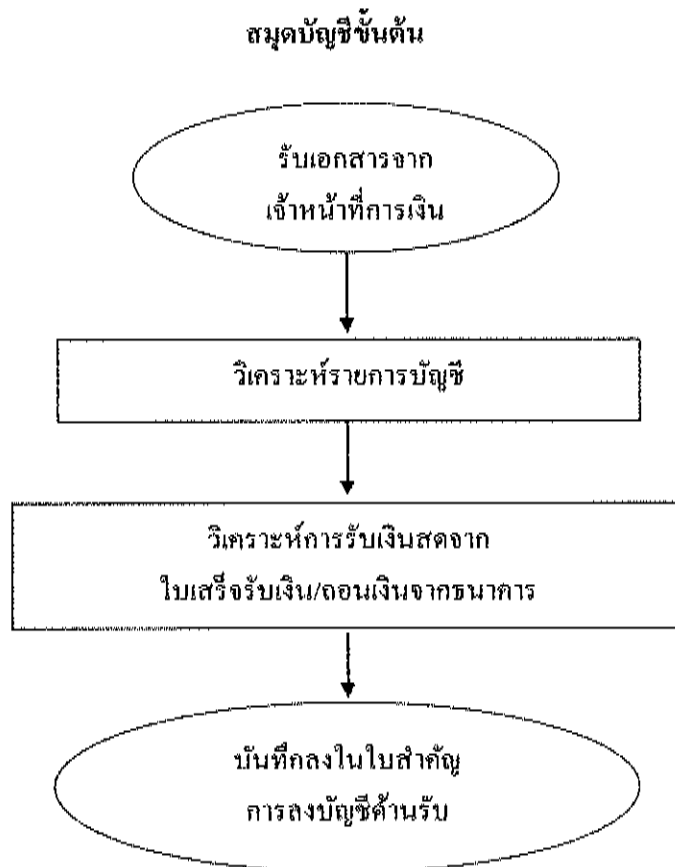 สมุดบัญชีขั้นต้น
รับเอกสารจาก
เจ้าหน้าที่การเงิน
วิเคราะห์รายการบัญชี
วิเคราะห์การรับเงินสดจาก
ใบเสร็จรับเงิน/ถอนเงินจากธนาคาร
บันทึกลงในใบสำคัญ
การลงบัญชีด้านรับ